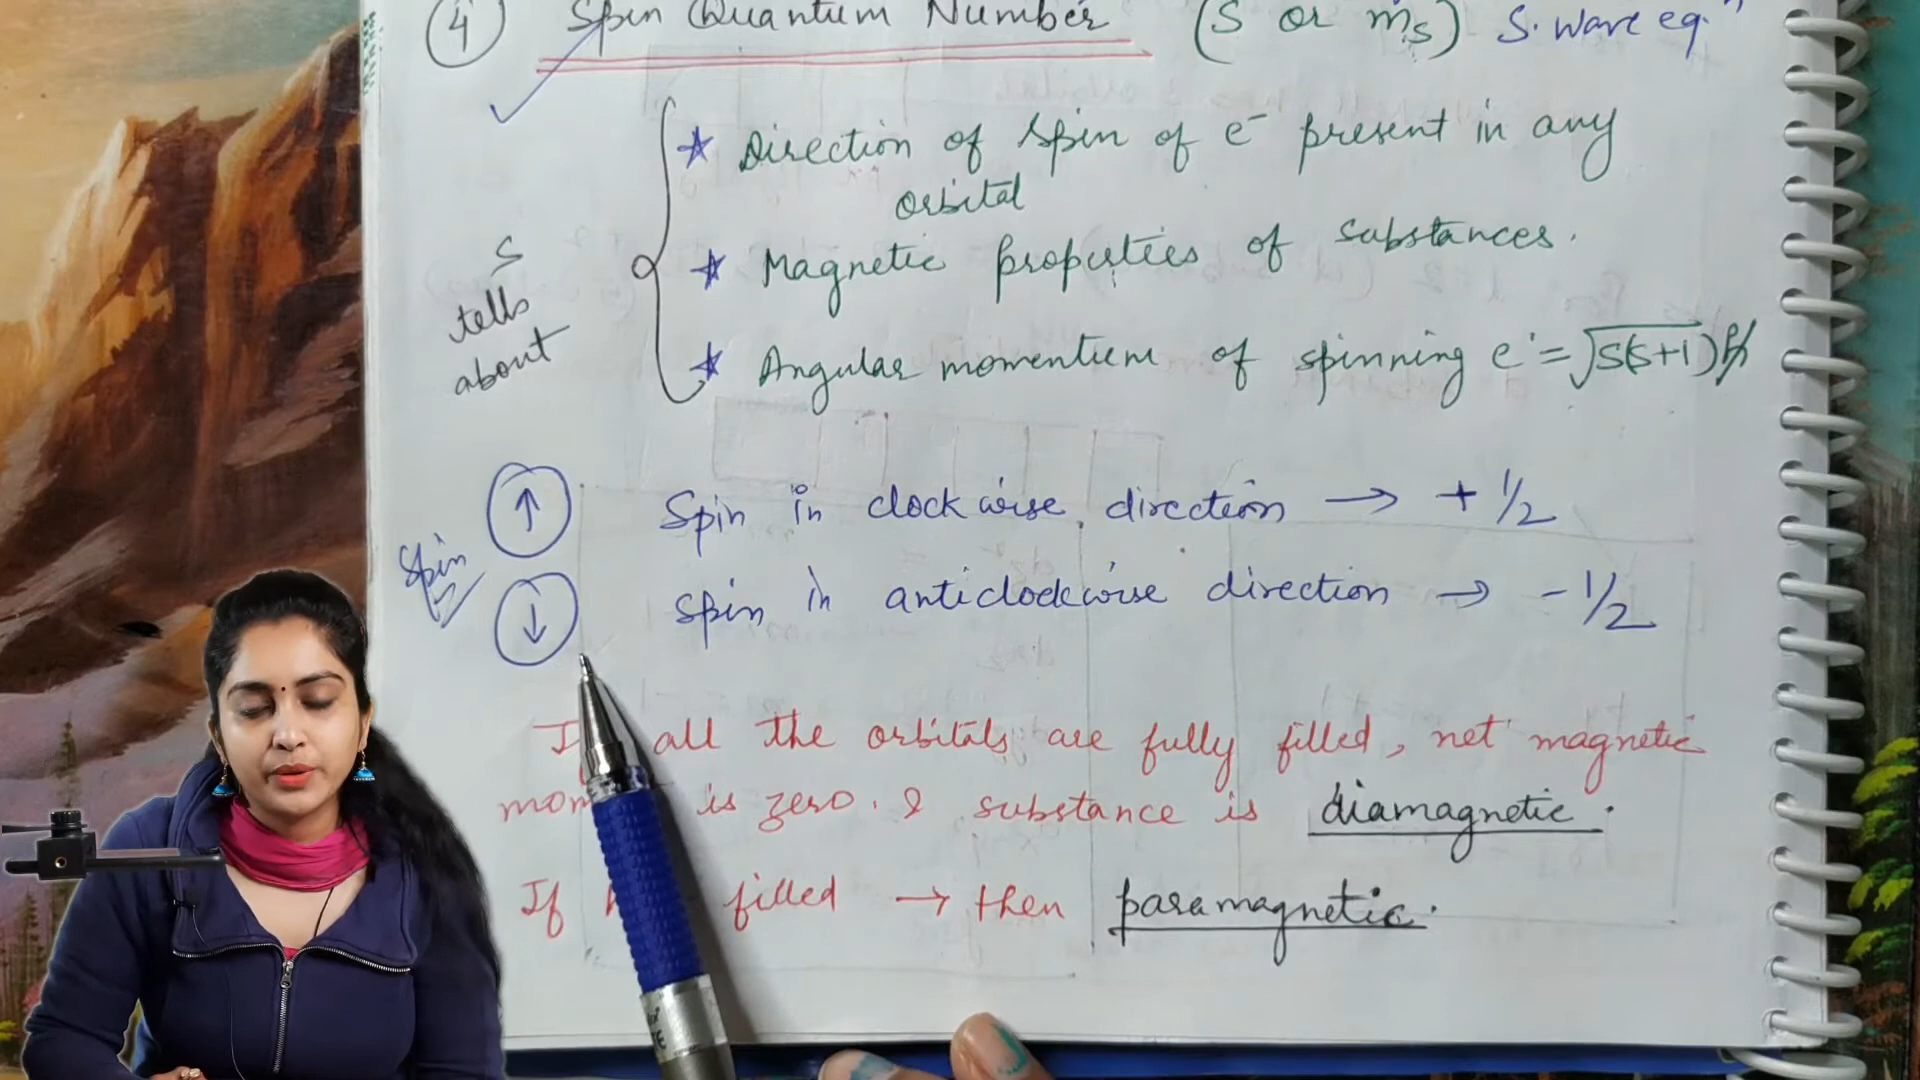 ④ Spin Quantum Number (s or ms) S. wave eqⁿ
★ Direction of spin of e⁻ present in any
orbital
★ Magnetic properties of substances.
s
tells
about
★ Angular momentum of spinning e⁻ = √s(s+1) ħ
↑ Spin in clockwise direction → + 1/2
Spin
↓ spin in anticlockwise direction → - 1/2
all the orbitals are fully filled, net magnetic
is zero. & substance is diamagnetic.
If filled → then paramagnetic.